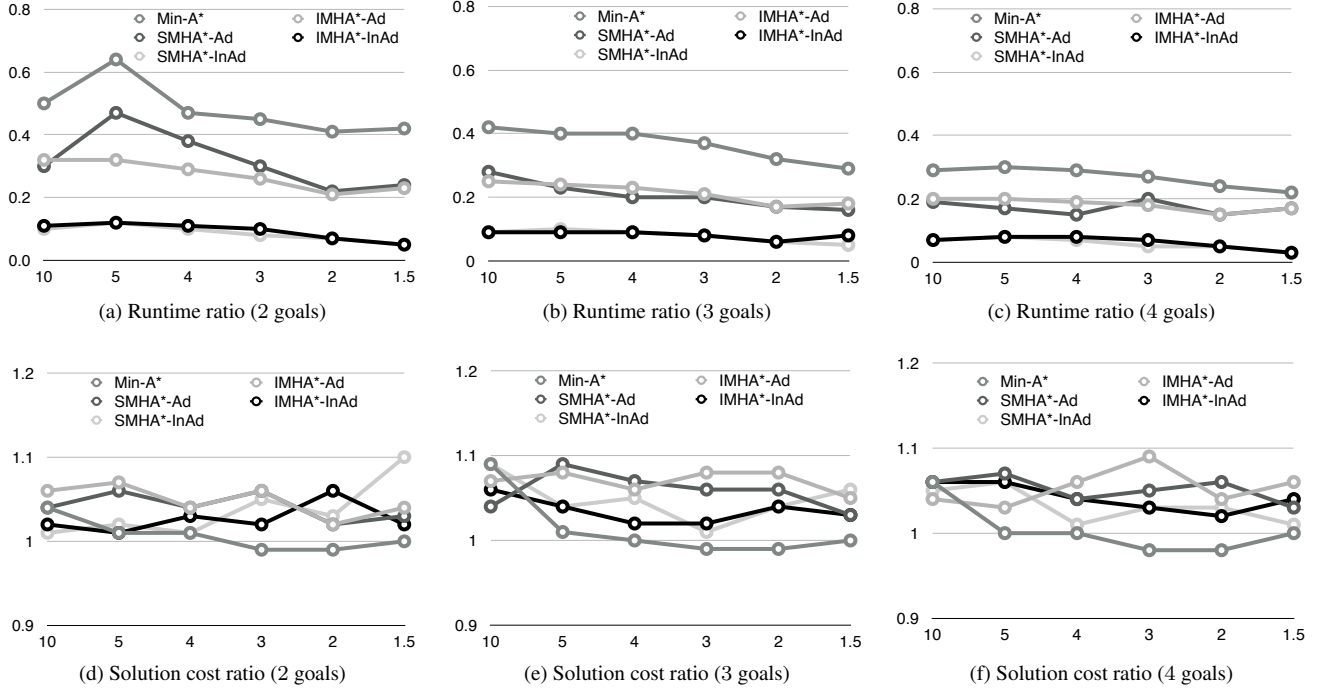 0.8
Min-A*
IMHA*-Ad
SMHA*-Ad
IMHA*-InAd
SMHA*-InAd
0.6
0.4
0.2
0.0
10 5 4 3 2 1.5
(a) Runtime ratio (2 goals)
0.8
Min-A*
IMHA*-Ad
SMHA*-Ad
IMHA*-InAd
SMHA*-InAd
0.6
0.4
0.2
0
10 5 4 3 2 1.5
(b) Runtime ratio (3 goals)
0.8
Min-A*
IMHA*-Ad
SMHA*-Ad
IMHA*-InAd
SMHA*-InAd
0.6
0.4
0.2
0
10 5 4 3 2 1.5
(c) Runtime ratio (4 goals)
1.2
Min-A*
IMHA*-Ad
SMHA*-Ad
IMHA*-InAd
SMHA*-InAd
1.1
1
0.9
10 5 4 3 2 1.5
(d) Solution cost ratio (2 goals)
1.2
Min-A*
IMHA*-Ad
SMHA*-Ad
IMHA*-InAd
SMHA*-InAd
1.1
1
0.9
10 5 4 3 2 1.5
(e) Solution cost ratio (3 goals)
1.2
Min-A*
IMHA*-Ad
SMHA*-Ad
IMHA*-InAd
SMHA*-InAd
1.1
1
0.9
10 5 4 3 2 1.5
(f) Solution cost ratio (4 goals)